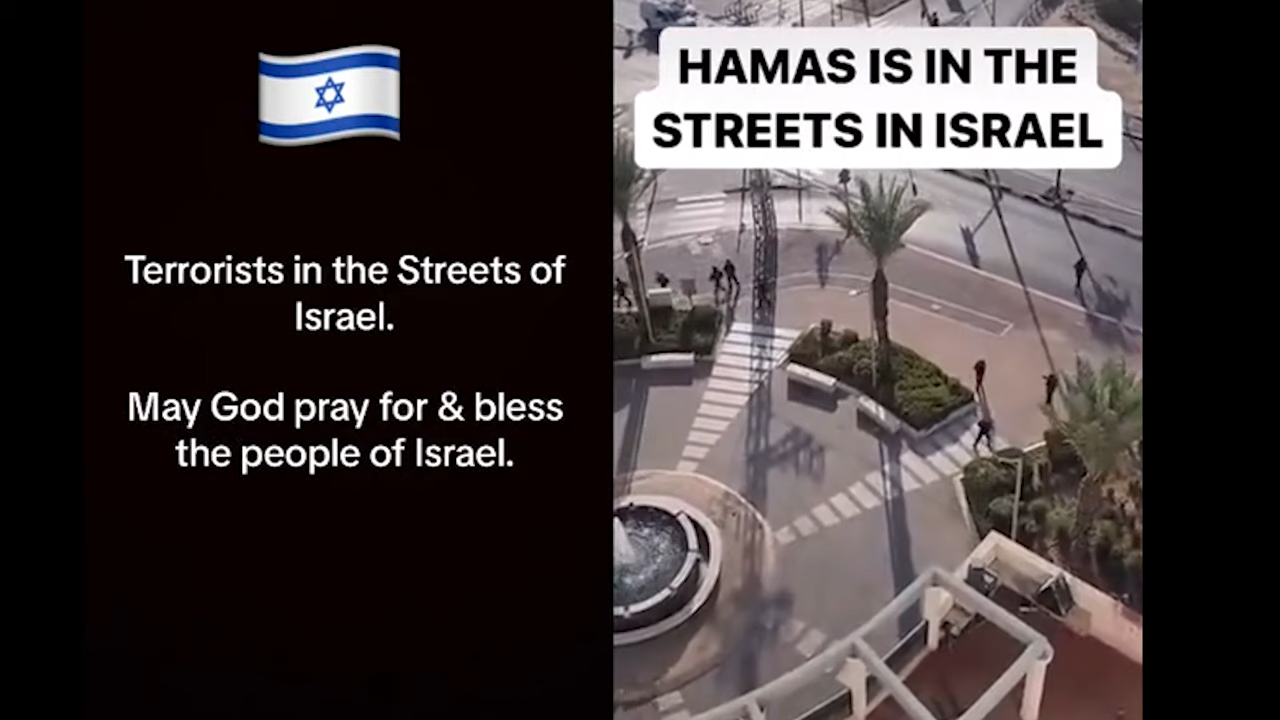 Terrorists in the Streets of
Israel.
May God pray for & bless
the people of Israel.
HAMAS IS IN THE
STREETS IN ISRAEL